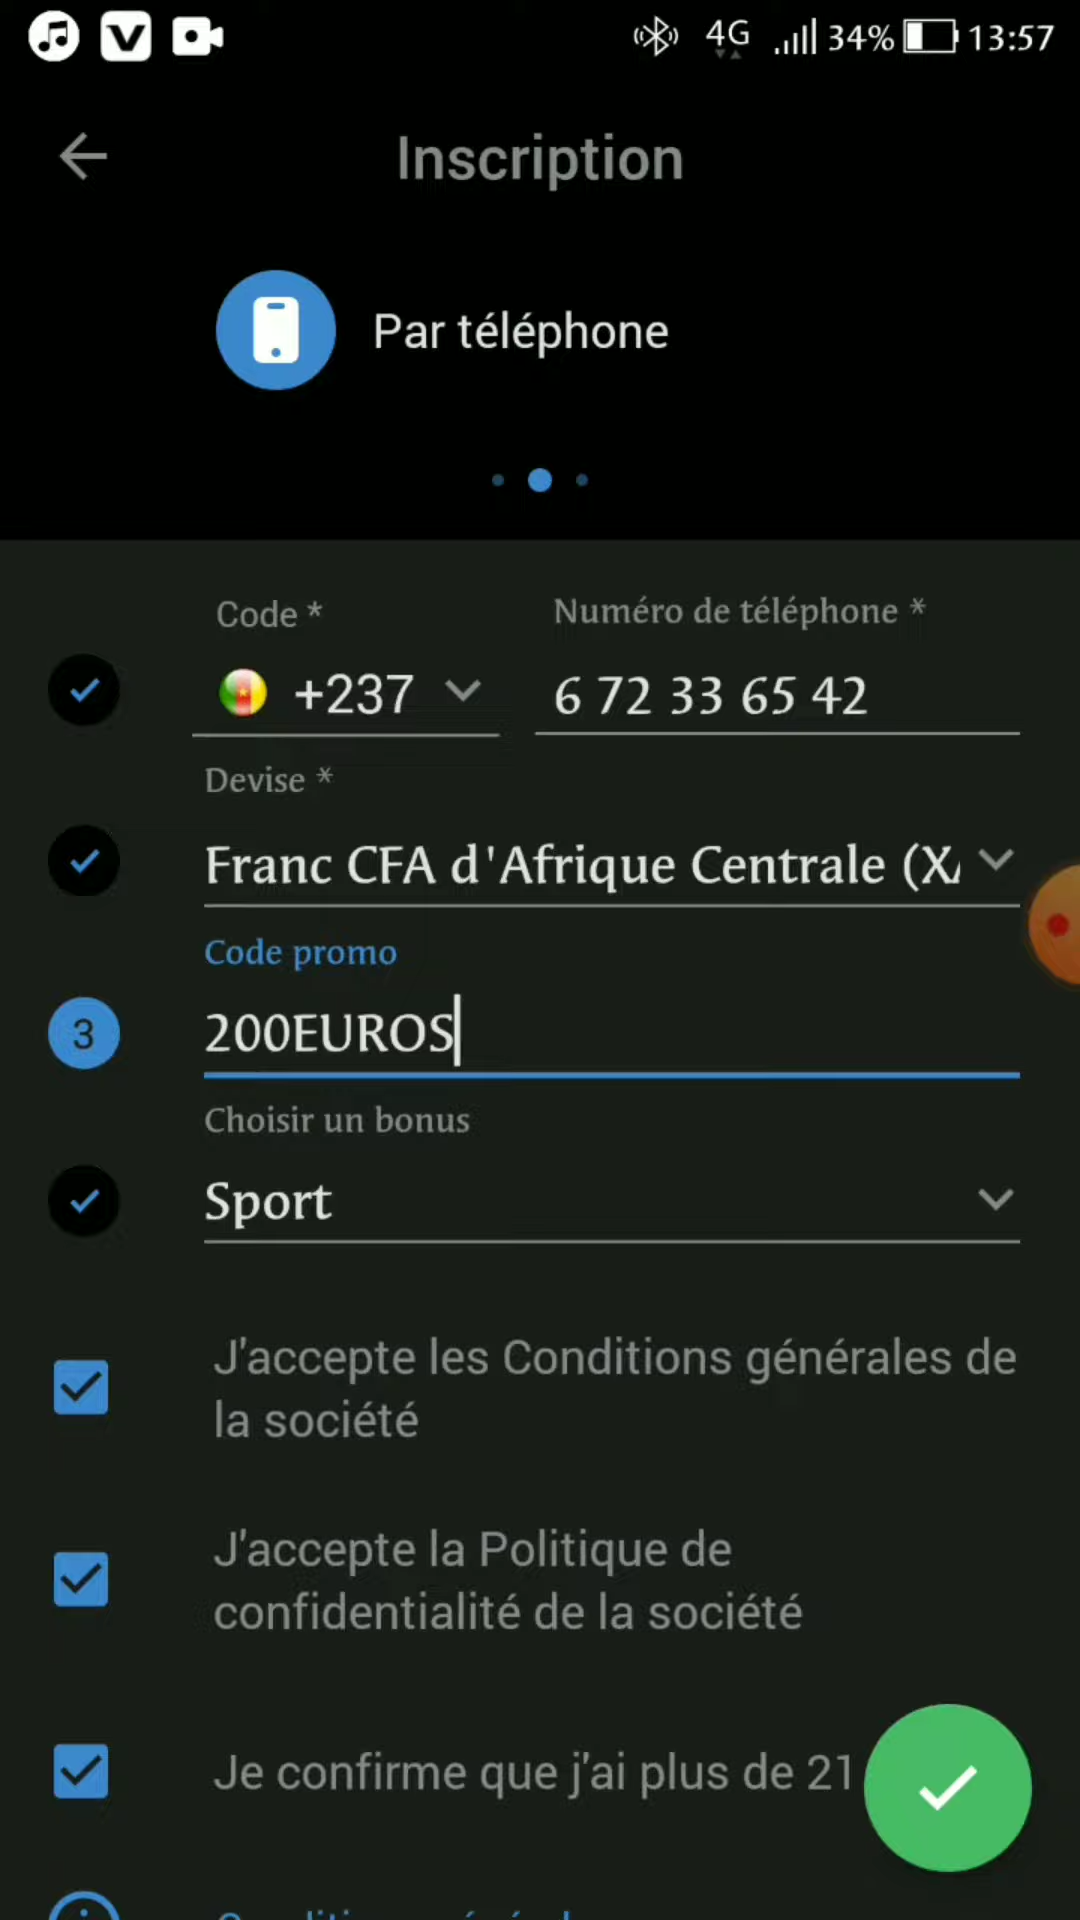 4G 34% 13:57
Inscription
Par téléphone
Code * Numéro de téléphone *
+237 6 72 33 65 42
Devise *
Franc CFA d'Afrique Centrale (XA
Code promo
3 200EUROS
Choisir un bonus
Sport
J'accepte les Conditions générales de
la société
J'accepte la Politique de
confidentialité de la société
Je confirme que j'ai plus de 21